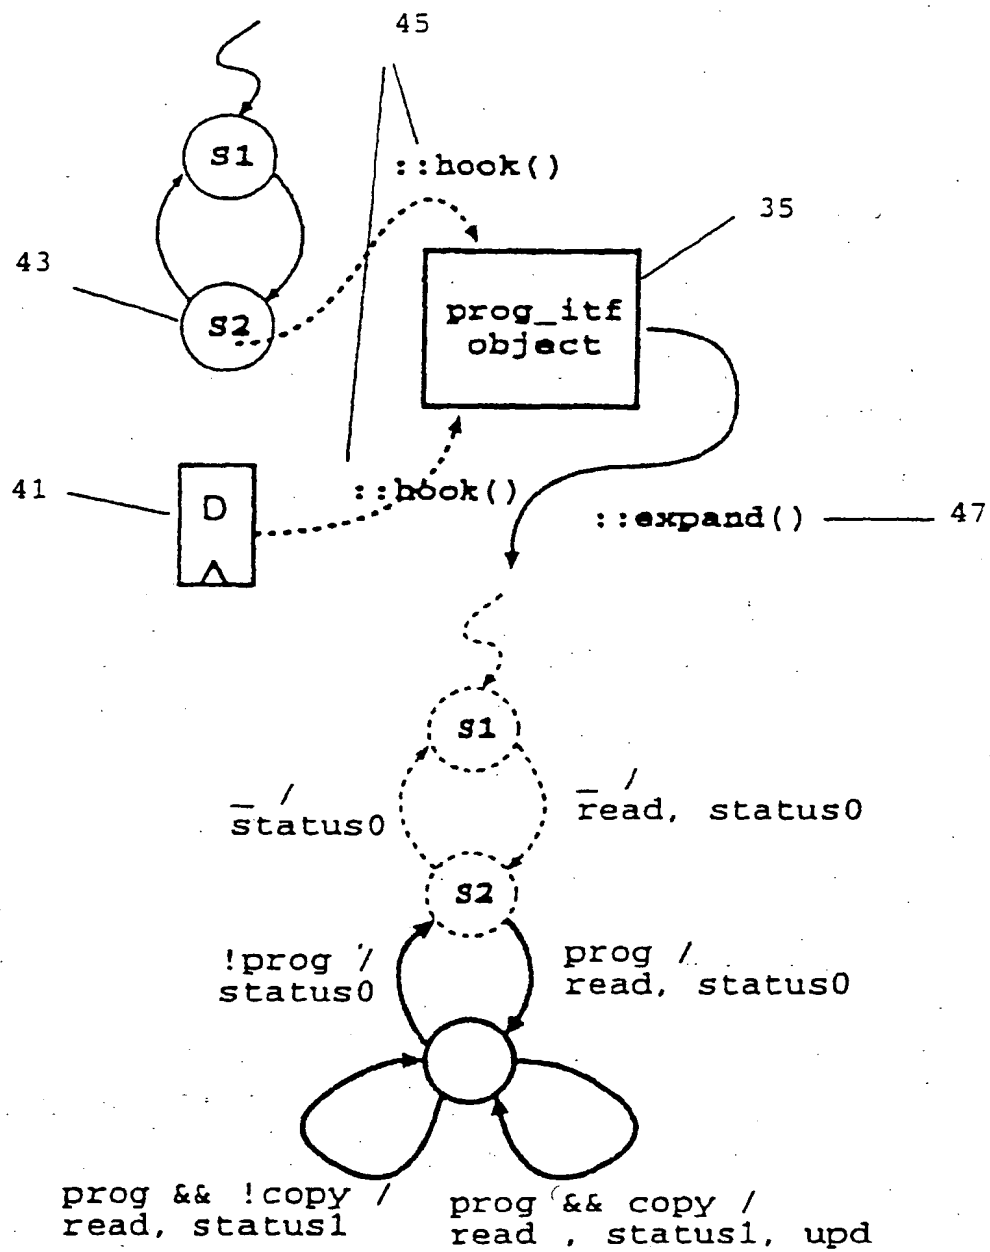 45
S1
::hook()
35
43
S2
prog_itf
object
41
D
::hook()
::expand()
47
S1
_ /
status0
_ /
read, status0
S2
!prog /
status0
prog /
read, status0
prog && !copy /
read, status1
prog && copy /
read , status1, upd